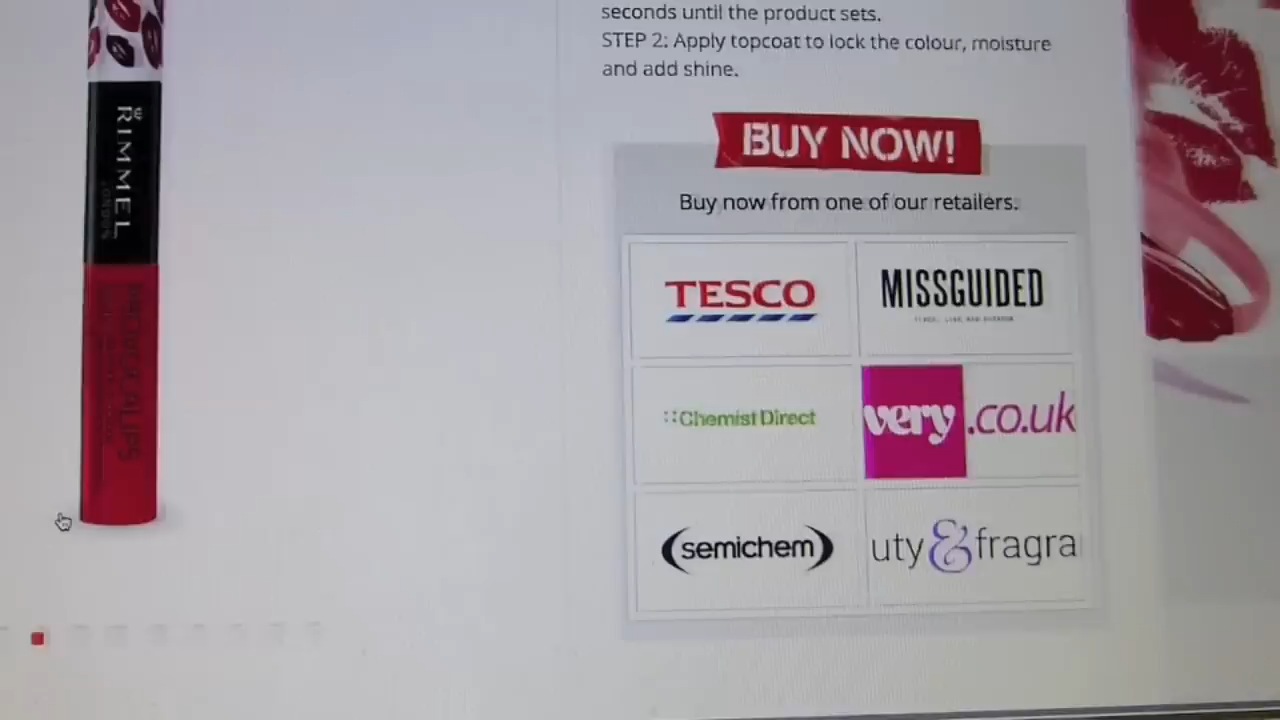 seconds until the product sets.
STEP 2: Apply topcoat to lock the colour, moisture
and add shine.
BUY NOW!
Buy now from one of our retailers.
TESCO
MISSGUIDED
Chemist Direct
very.co.uk
(semichem)
uty&fragra
RIMMEL
LONDON
PROVOCALIPS